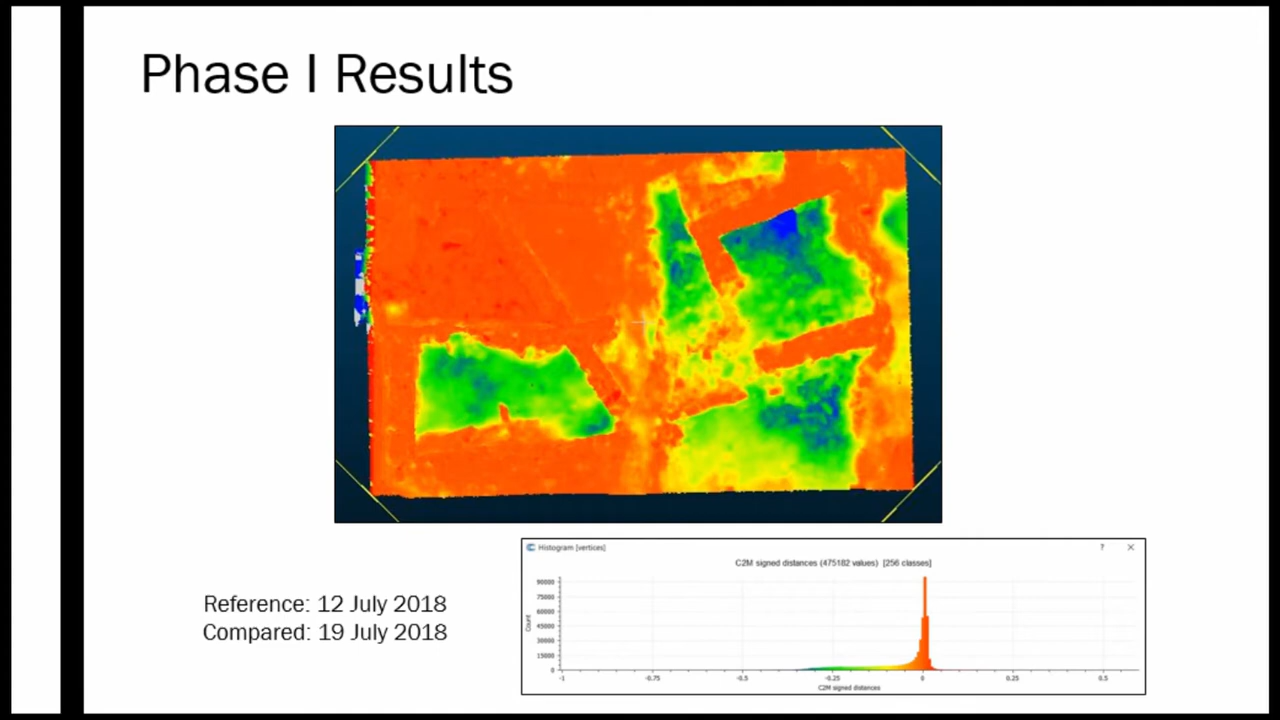 Phase I Results
Reference: 12 July 2018
Compared: 19 July 2018
Histogram [vertices]
? ×
C2M signed distances (475182 values) [256 classes]
Count
90000
75000
60000
45000
30000
15000
0
-1 -0.75 -0.5 -0.25 0 0.25 0.5
C2M signed distances